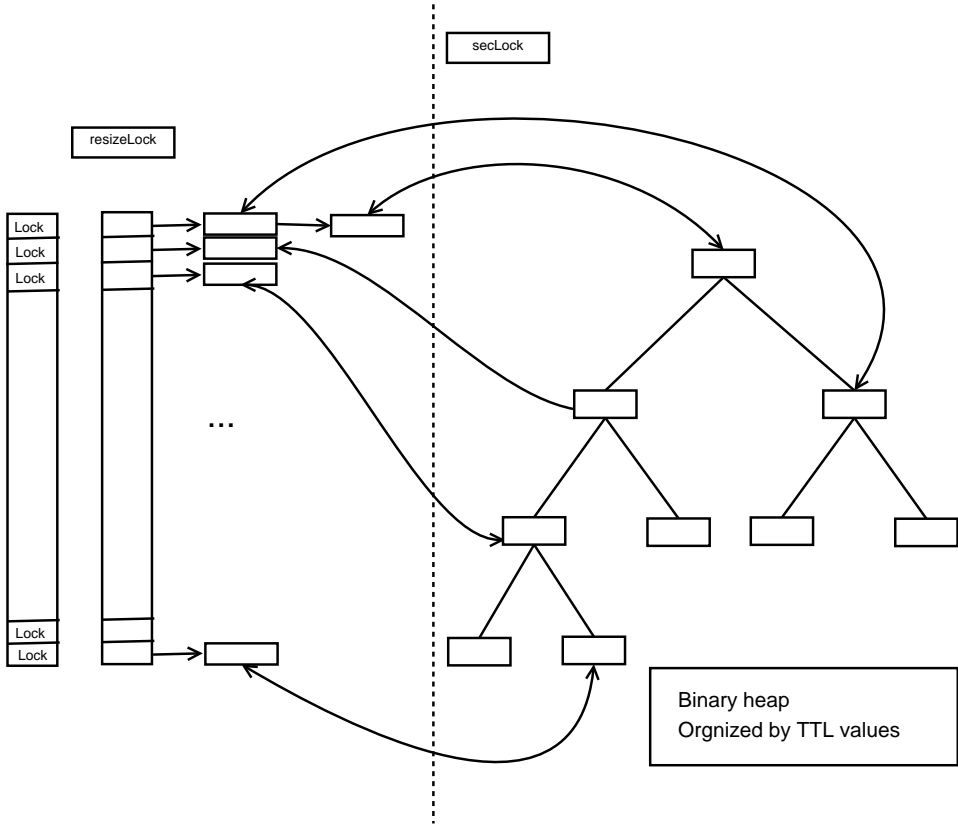 secLock
resizeLock
Lock
Lock
Lock
...
Lock
Lock
Binary heap
Orgnized by TTL values